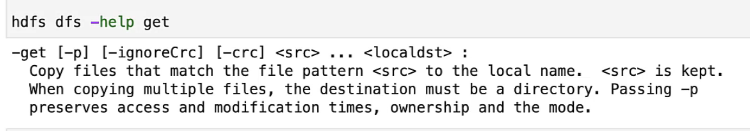 hdfs dfs -help get
-get [-p] [-ignoreCrc] [-crc] <src> ... <localdst> :
Copy files that match the file pattern <src> to the local name.  <src> is kept.
When copying multiple files, the destination must be a directory. Passing -p
preserves access and modification times, ownership and the mode.